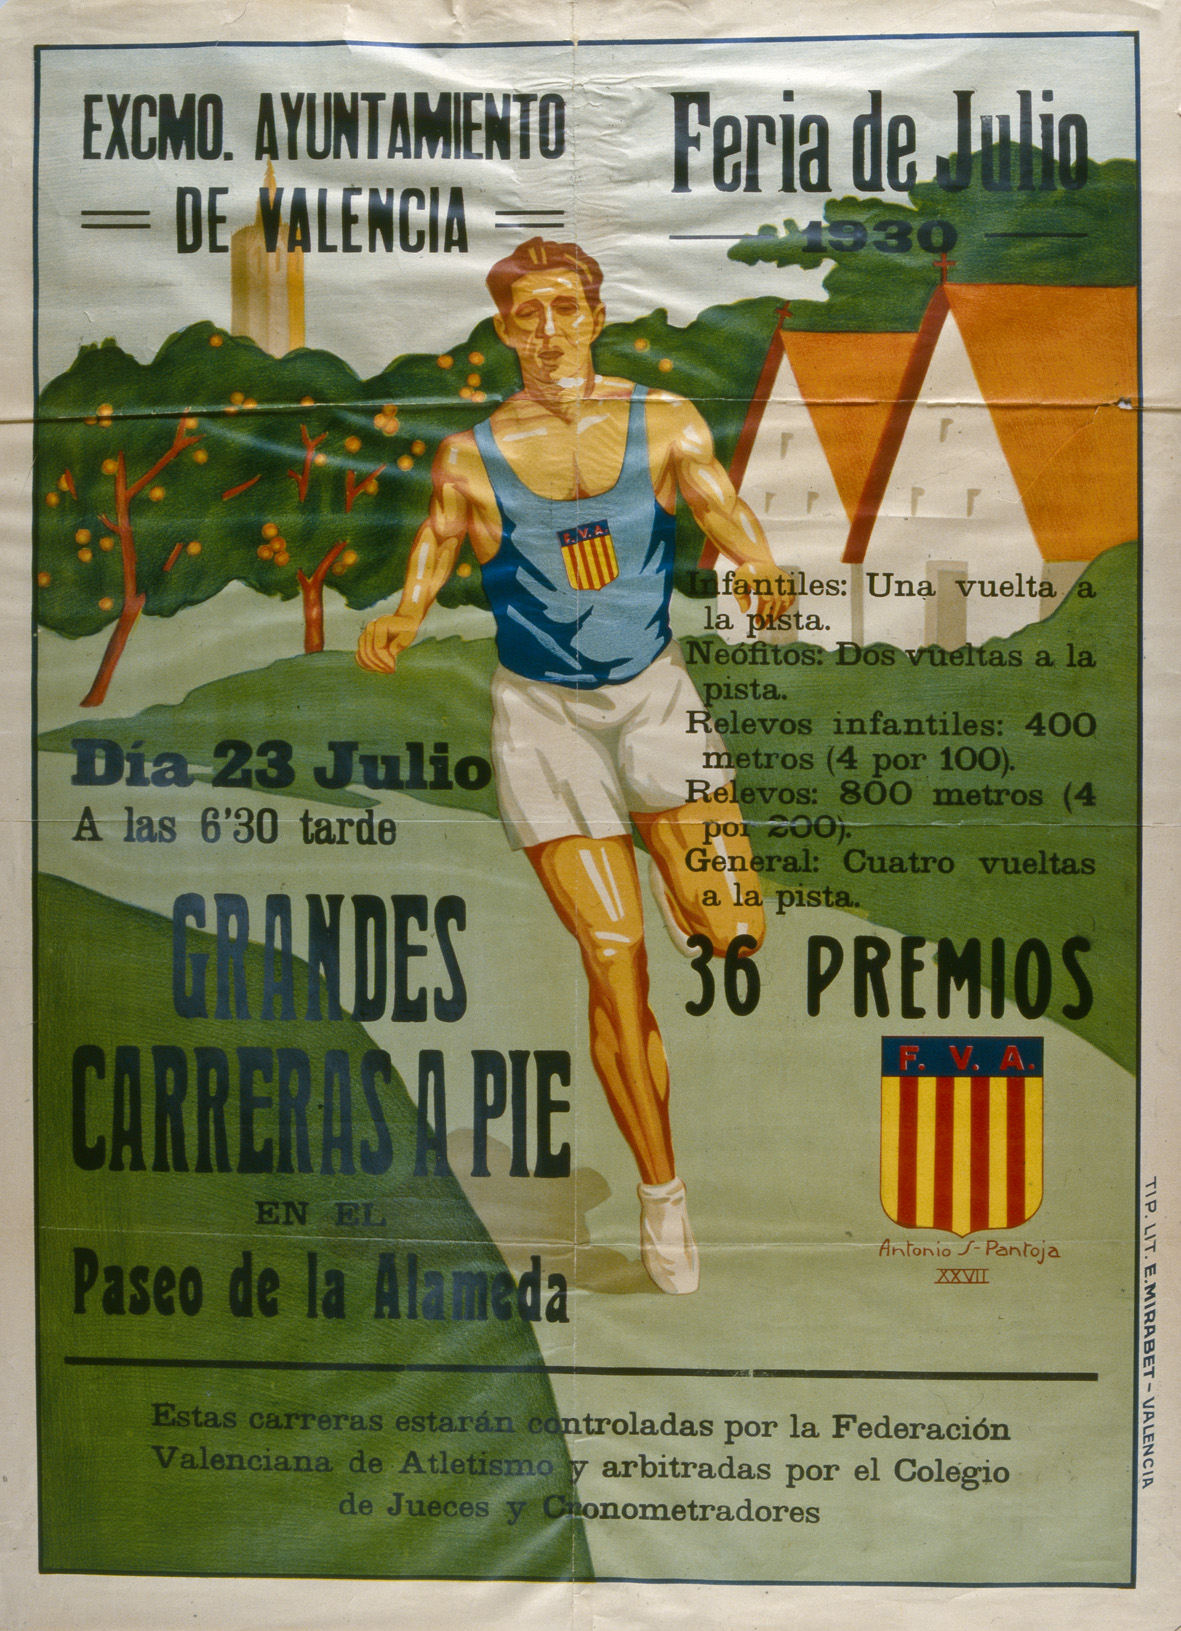 EXCMO. AYUNTAMIENTO
DE VALENCIA
Feria de Julio
1930
F. V. A.
Infantiles: Una vuelta a
la pista.
Neófitos: Dos vueltas a la
pista.
Relevos infantiles: 400
metros (4 por 100).
Relevos: 800 metros (4
por 200).
General: Cuatro vueltas
a la pista.
36 PREMIOS
Día 23 Julio
A las 6'30 tarde
GRANDES
CARRERAS A PIE
EN EL
Paseo de la Alameda
F. V. A.
Antonio S-Pantoja
XXVII
Estas carreras estarán controladas por la Federación
Valenciana de Atletismo y arbitradas por el Colegio
de Jueces y Cronometradores
TIP. LIT. E. MIRABET - VALENCIA